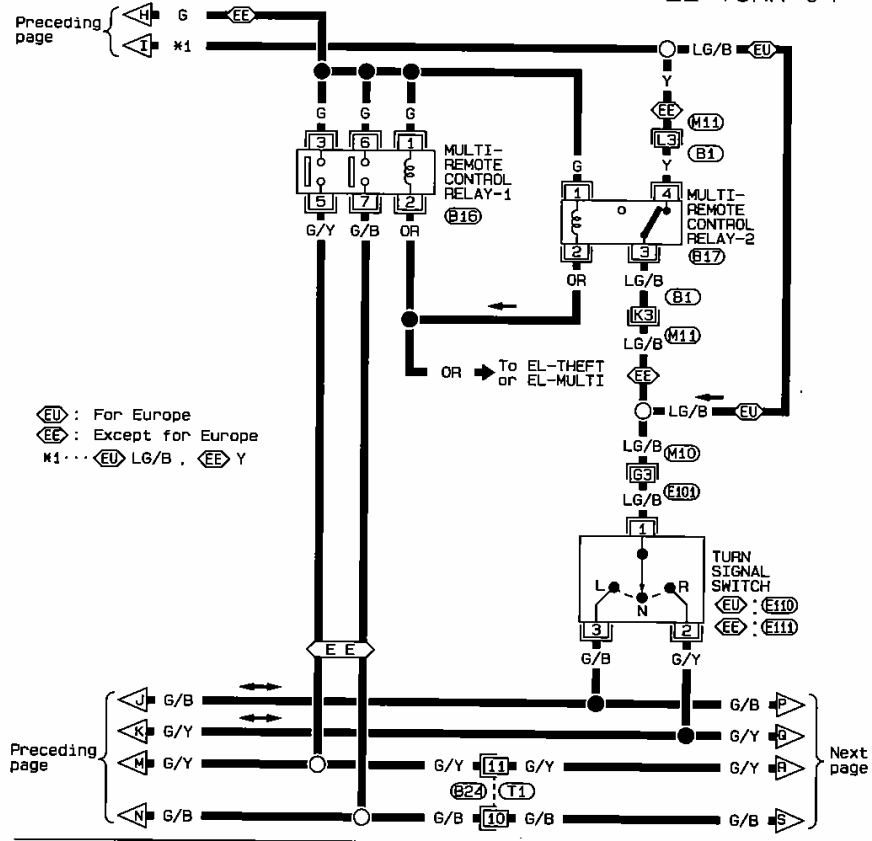 Preceding page
H G EE
I *1
LG/B EU
Y
EE
M11
L3
B1
Y
G G G G
3 6 1
5 7 2
MULTI-REMOTE CONTROL RELAY-1
B16
G/Y G/B OR
1 4
2 3
MULTI-REMOTE CONTROL RELAY-2
B17
OR LG/B
B1
K3
M11
LG/B
OR To EL-THEFT or EL-MULTI
EE
LG/B EU
EU : For Europe
EE : Except for Europe
*1··· EU LG/B , EE Y
LG/B M10
G3
LG/B E101
1
L N R
TURN SIGNAL SWITCH
EU : E110
EE : E111
3 2
G/B G/Y
E E
Preceding page
J G/B G/B P
K G/Y G/Y Q
M G/Y G/Y 11 G/Y G/Y R
B24 T1
N G/B G/B 10 G/B G/B S
Next page